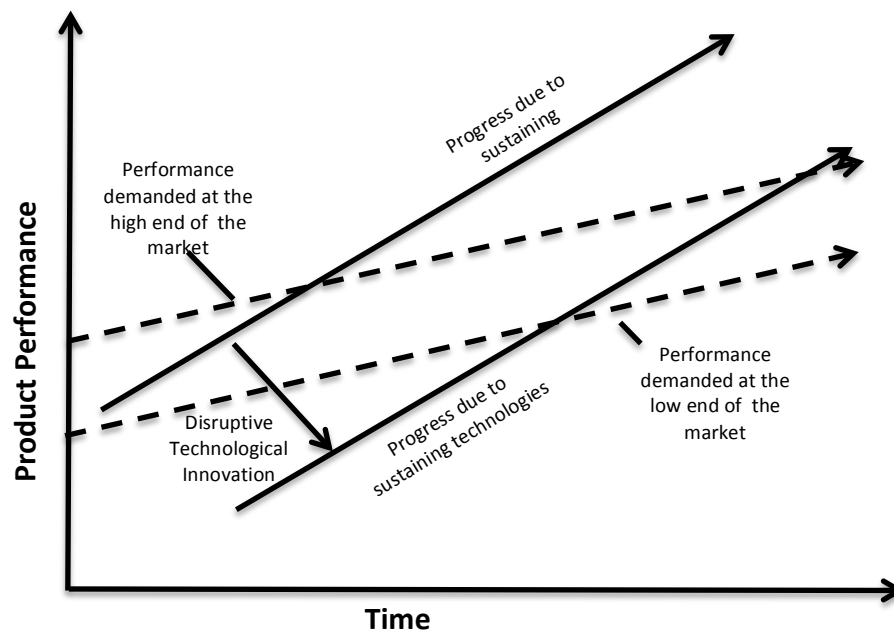 Progress due to
sustaining
Performance
demanded at the
high end of the
market
Product Performance
Performance
demanded at the
low end of the
market
Disruptive
Technological
Innovation
Progress due to
sustaining technologies
Time